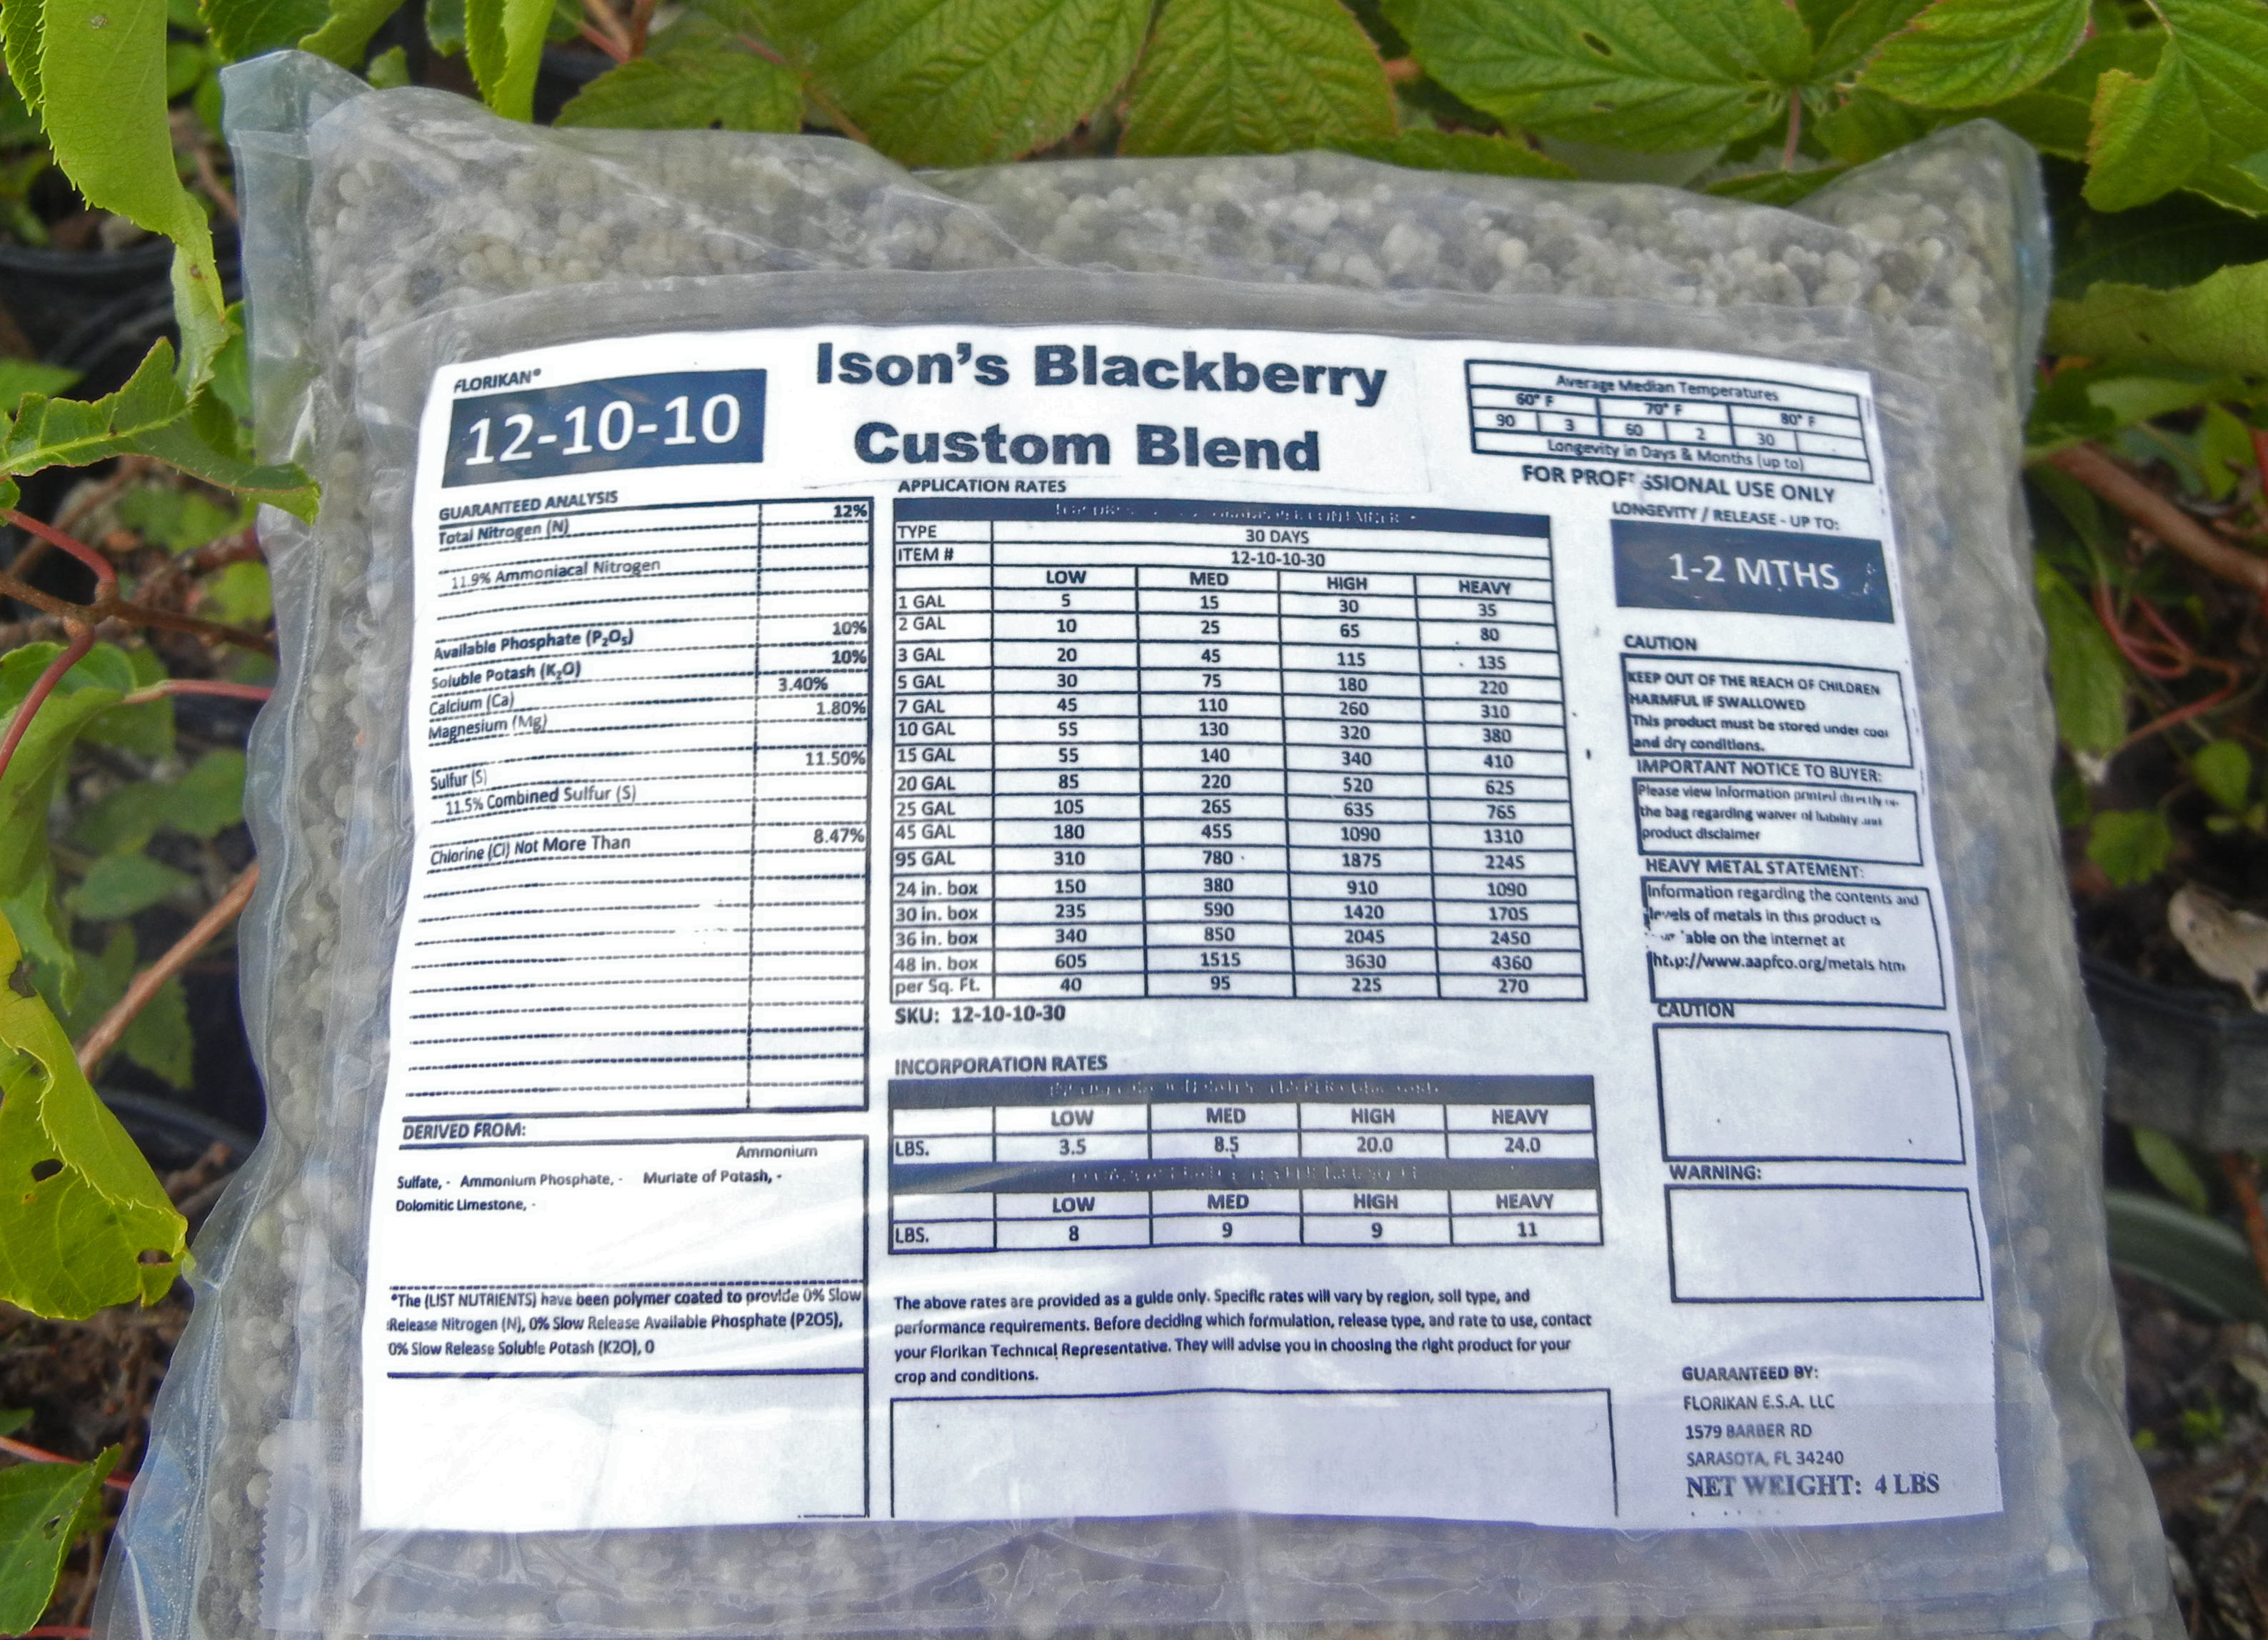 FLORIKAN®
12-10-10
Ison's Blackberry
Custom Blend
Average Median Temperatures
60° F 70° F 80° F
90 3 60 2 30
Longevity in Days & Months (up to)
FOR PROFESSIONAL USE ONLY
GUARANTEED ANALYSIS
Total Nitrogen (N) 12%
11.9% Ammoniacal Nitrogen
Available Phosphate (P₂O₅) 10%
Soluble Potash (K₂O) 10%
Calcium (Ca) 3.40%
Magnesium (Mg) 1.80%
Sulfur (S) 11.50%
11.5% Combined Sulfur (S)
Chlorine (Cl) Not More Than 8.47%
DERIVED FROM:
Ammonium
Sulfate, - Ammonium Phosphate, - Muriate of Potash, -
Dolomitic Limestone, -
*The (LIST NUTRIENTS) have been polymer coated to provide 0% Slow
Release Nitrogen (N), 0% Slow Release Available Phosphate (P2O5),
0% Slow Release Soluble Potash (K2O), 0
APPLICATION RATES
TYPE 30 DAYS
ITEM # 12-10-10-30
LOW MED HIGH HEAVY
1 GAL 5 15 30 35
2 GAL 10 25 65 80
3 GAL 20 45 115 135
5 GAL 30 75 180 220
7 GAL 45 110 260 310
10 GAL 55 130 320 380
15 GAL 55 140 340 410
20 GAL 85 220 520 625
25 GAL 105 265 635 765
45 GAL 180 455 1090 1310
95 GAL 310 780 1875 2245
24 in. box 150 380 910 1090
30 in. box 235 590 1420 1705
36 in. box 340 850 2045 2450
48 in. box 605 1515 3630 4360
per Sq. Ft. 40 95 225 270
SKU: 12-10-10-30
INCORPORATION RATES
LOW MED HIGH HEAVY
LBS. 3.5 8.5 20.0 24.0
LOW MED HIGH HEAVY
LBS. 8 9 9 11
The above rates are provided as a guide only. Specific rates will vary by region, soil type, and
performance requirements. Before deciding which formulation, release type, and rate to use, contact
your Florikan Technical Representative. They will advise you in choosing the right product for your
crop and conditions.
LONGEVITY / RELEASE - UP TO:
1-2 MTHS
CAUTION
KEEP OUT OF THE REACH OF CHILDREN
HARMFUL IF SWALLOWED
This product must be stored under cool
and dry conditions.
IMPORTANT NOTICE TO BUYER:
Please view information printed directly
the bag regarding waiver of liability and
product disclaimer
HEAVY METAL STATEMENT:
Information regarding the contents and
levels of metals in this product is
able on the internet at
http://www.aapfco.org/metals htm
CAUTION
WARNING:
GUARANTEED BY:
FLORIKAN E.S.A. LLC
1579 BARBER RD
SARASOTA, FL 34240
NET WEIGHT: 4 LBS